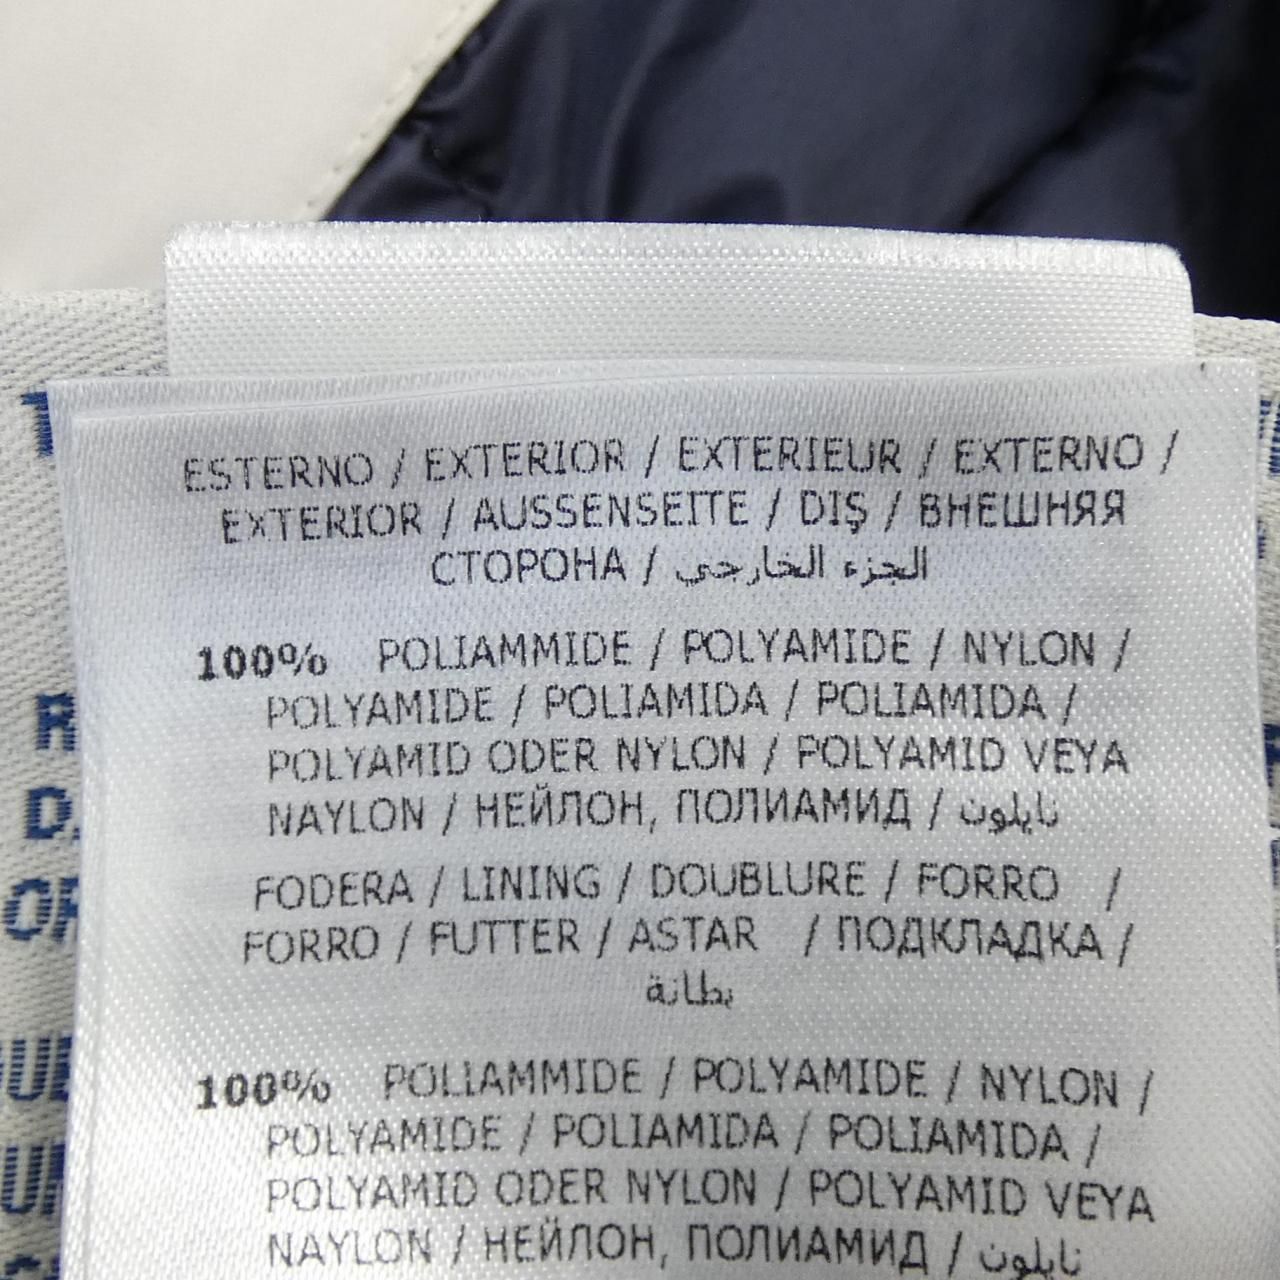 ESTERNO / EXTERIOR / EXTERIEUR / EXTERNO /
EXTERIOR / AUSSENSEITE / DIŞ / ВНЕШНЯЯ
СТОРОНА / الجزء الخارجي
100% POLIAMMIDE / POLYAMIDE / NYLON /
POLYAMIDE / POLIAMIDA / POLIAMIDA /
POLYAMID ODER NYLON / POLYAMID VEYA
NAYLON / НЕЙЛОН, ПОЛИАМИД / نايلون
FODERA / LINING / DOUBLURE / FORRO /
FORRO / FUTTER / ASTAR / ПОДКЛАДКА /
بطانة
100% POLIAMMIDE / POLYAMIDE / NYLON /
POLYAMIDE / POLIAMIDA / POLIAMIDA /
POLYAMID ODER NYLON / POLYAMID VEYA
NAYLON / НЕЙЛОН, ПОЛИАМИД / نايلون